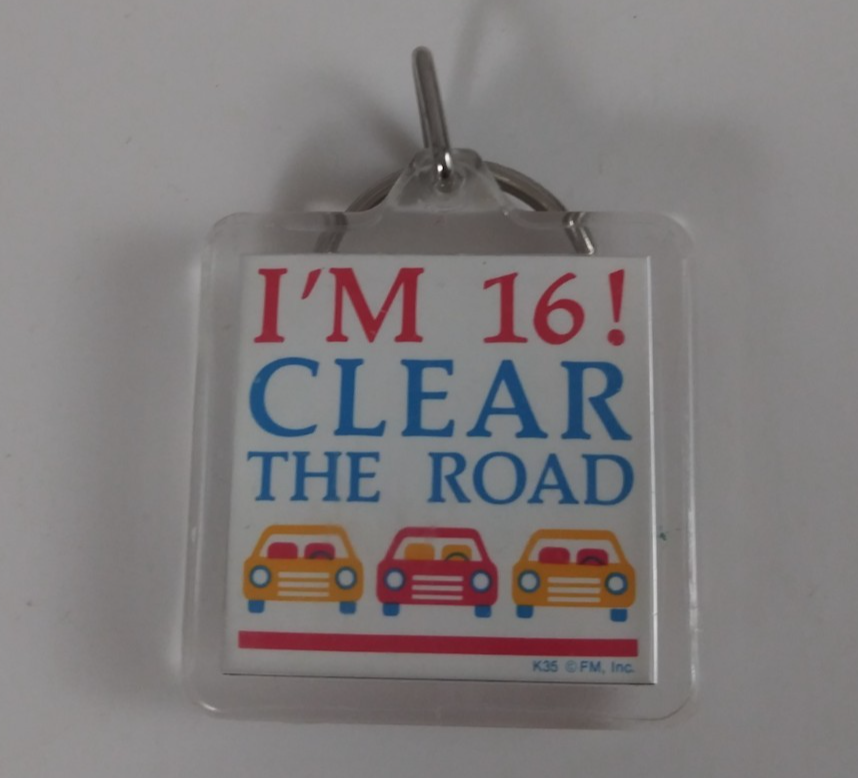 I'M 16!
CLEAR
THE ROAD
K35 ©FM, Inc.